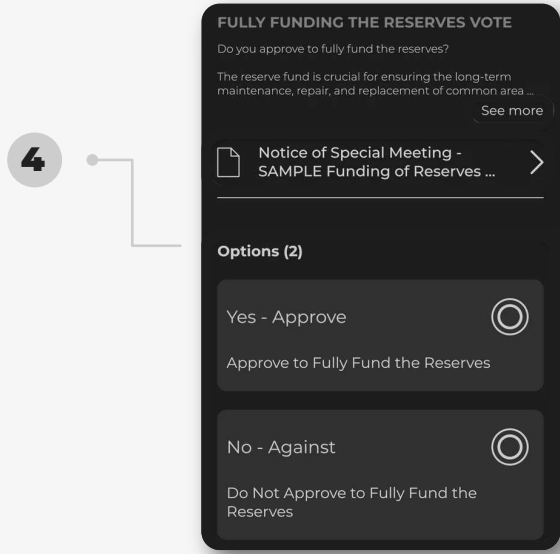 FULLY FUNDING THE RESERVES VOTE
Do you approve to fully fund the reserves?
The reserve fund is crucial for ensuring the long-term
maintenance, repair, and replacement of common area ...
See more
4
Notice of Special Meeting -
SAMPLE Funding of Reserves ...
Options (2)
Yes - Approve
Approve to Fully Fund the Reserves
No - Against
Do Not Approve to Fully Fund the
Reserves